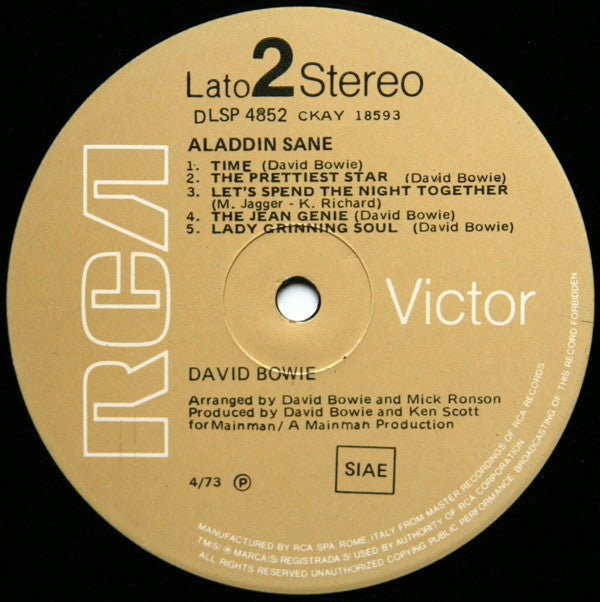 Lato 2 Stereo
DLSP 4852 CKAY 18593
ALADDIN SANE
1. TIME (David Bowie)
2. THE PRETTIEST STAR (David Bowie)
3. LET'S SPEND THE NIGHT TOGETHER
(M. Jagger - K. Richard)
4. THE JEAN GENIE (David Bowie)
5. LADY GRINNING SOUL (David Bowie)
RCA
Victor
DAVID BOWIE
Arranged by David Bowie and Mick Ronson
Produced by David Bowie and Ken Scott
for Mainman/ A Mainman Production
4/73 Ⓟ
SIAE
MANUFACTURED BY RCA SPA, ROME, ITALY FROM MASTER RECORDINGS OF RCA RECORDS
TM(S) ® MARCA(S) REGISTRADA(S) USED BY AUTHORITY OF RCA CORPORATION
ALL RIGHTS RESERVED UNAUTHORIZED COPYING PUBLIC PERFORMANCE, BROADCASTING OF THIS RECORD FORBIDDEN